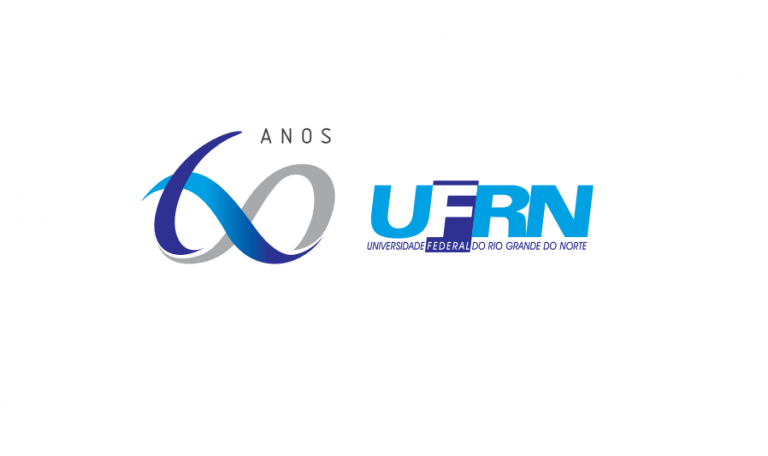 60
ANOS
UFRN
UNIVERSIDADE FEDERAL DO RIO GRANDE DO NORTE